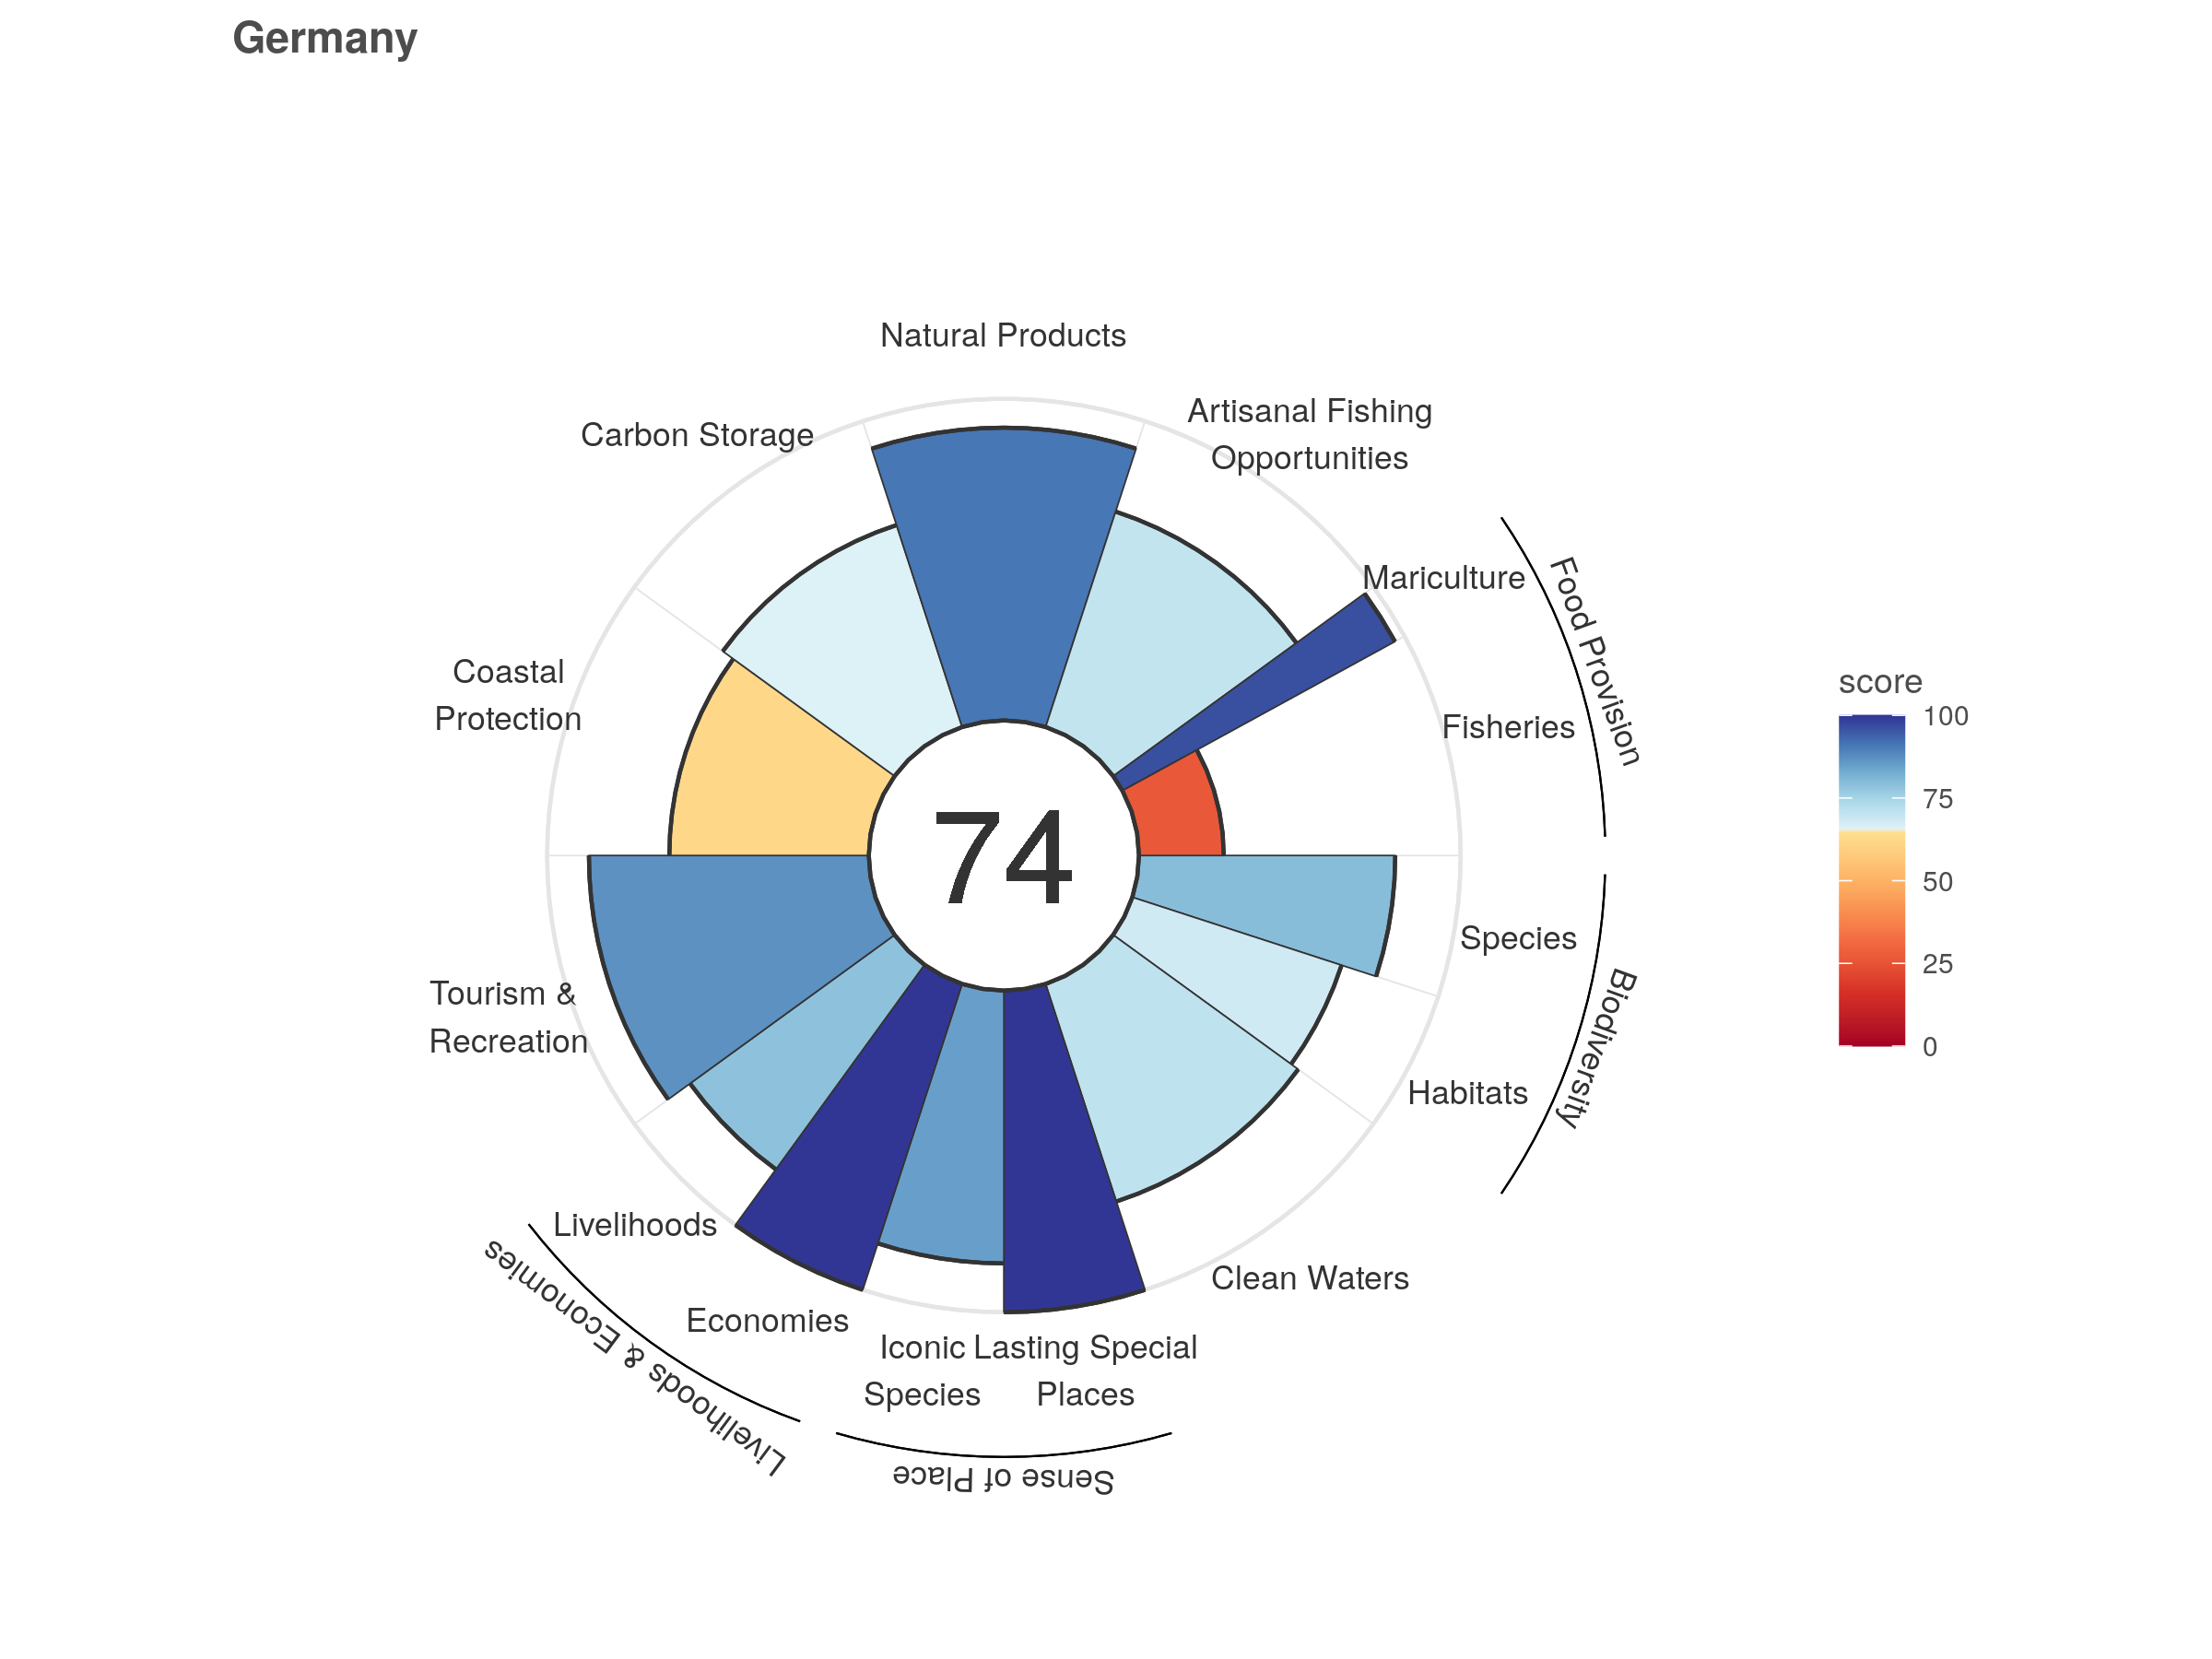 Germany
Natural Products
Artisanal Fishing
Opportunities
Carbon Storage
Mariculture
Food Provision
Coastal
Protection
Fisheries
74
score
100
75
50
25
0
Species
Biodiversity
Tourism &
Recreation
Habitats
Livelihoods
Livelihoods & Economies
Clean Waters
Economies
Iconic
Species
Lasting Special
Places
Sense of Place